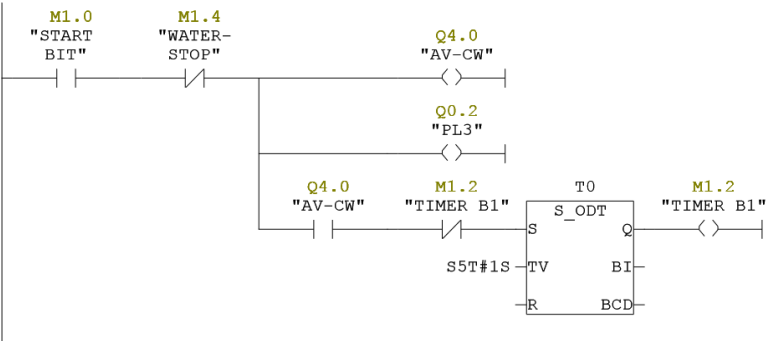 M1.0 M1.4
"START "WATER- Q4.0
BIT" STOP" "AV-CW"
Q0.2
"PL3"
Q4.0 M1.2 T0 M1.2
"AV-CW" "TIMER B1" S_ODT "TIMER B1"
S Q
S5T#1S TV BI
R BCD